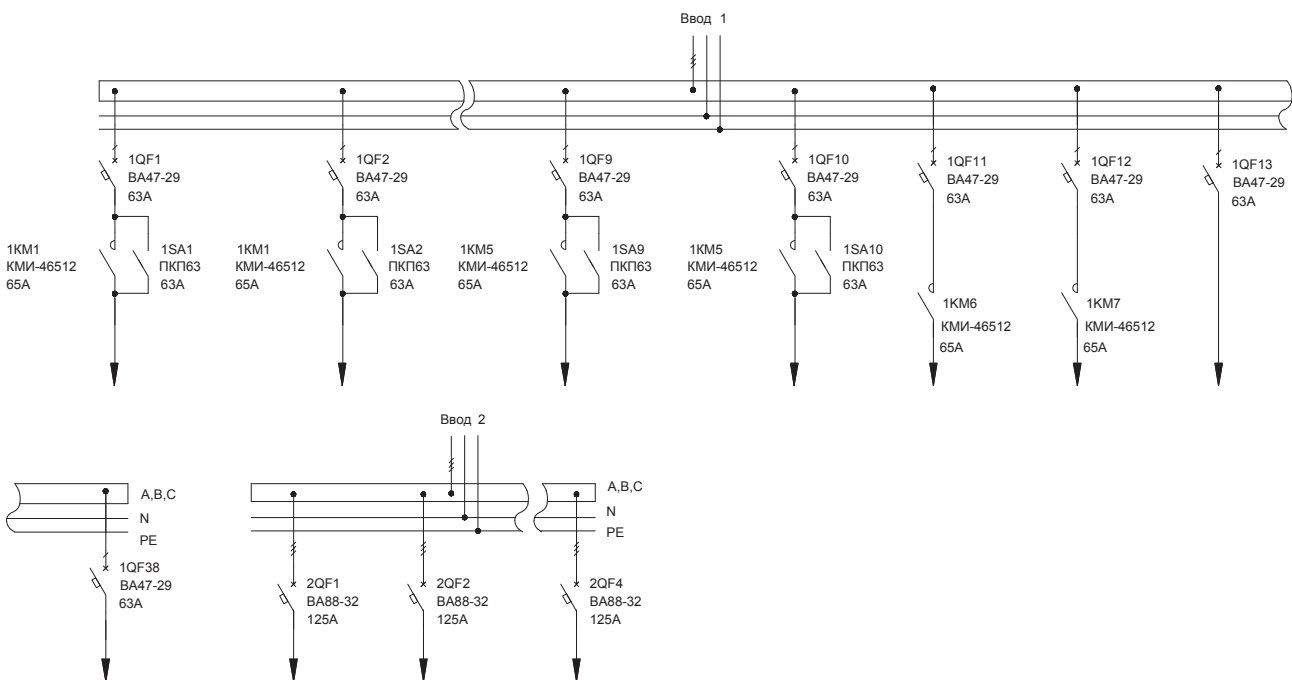 Ввод 1
1QF1
ВА47-29
63А
1QF2
ВА47-29
63А
1QF9
ВА47-29
63А
1QF10
ВА47-29
63А
1QF11
ВА47-29
63А
1QF12
ВА47-29
63А
1QF13
ВА47-29
63А
1КМ1
КМИ-46512
65А
1SA1
ПКП63
63А
1КМ1
КМИ-46512
65А
1SA2
ПКП63
63А
1КМ5
КМИ-46512
65А
1SA9
ПКП63
63А
1КМ5
КМИ-46512
65А
1SA10
ПКП63
63А
1КМ6
КМИ-46512
65А
1КМ7
КМИ-46512
65А
Ввод 2
A,B,C
N
PE
1QF38
ВА47-29
63А
A,B,C
N
PE
2QF1
ВА88-32
125А
2QF2
ВА88-32
125А
2QF4
ВА88-32
125А